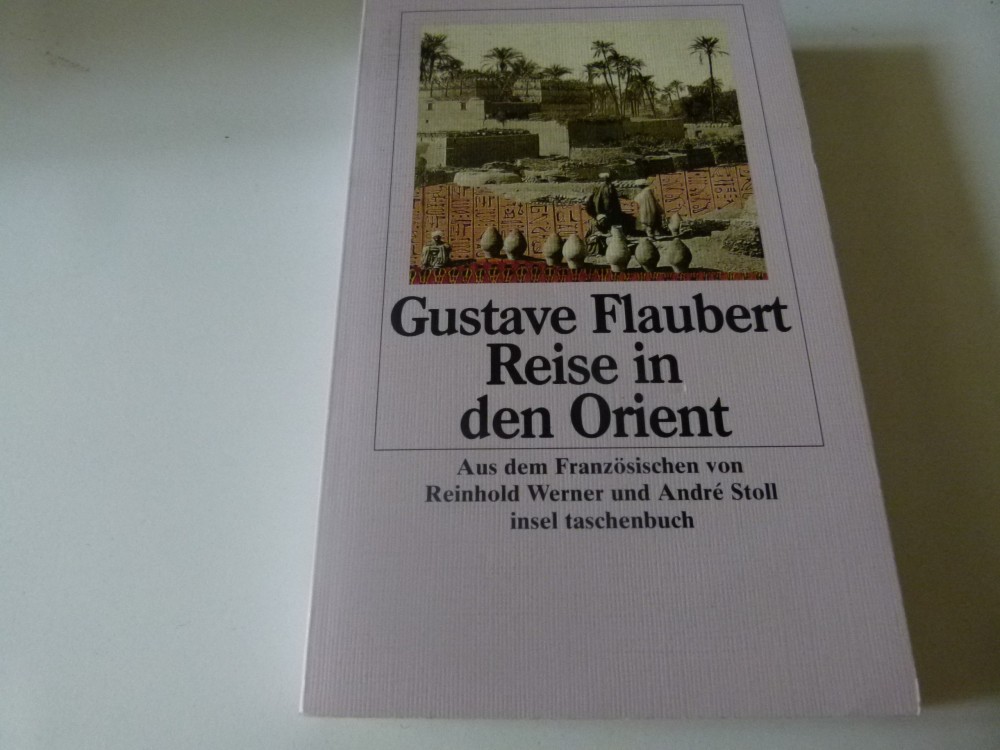 Gustave Flaubert
Reise in
den Orient
Aus dem Französischen von
Reinhold Werner und André Stoll
insel taschenbuch